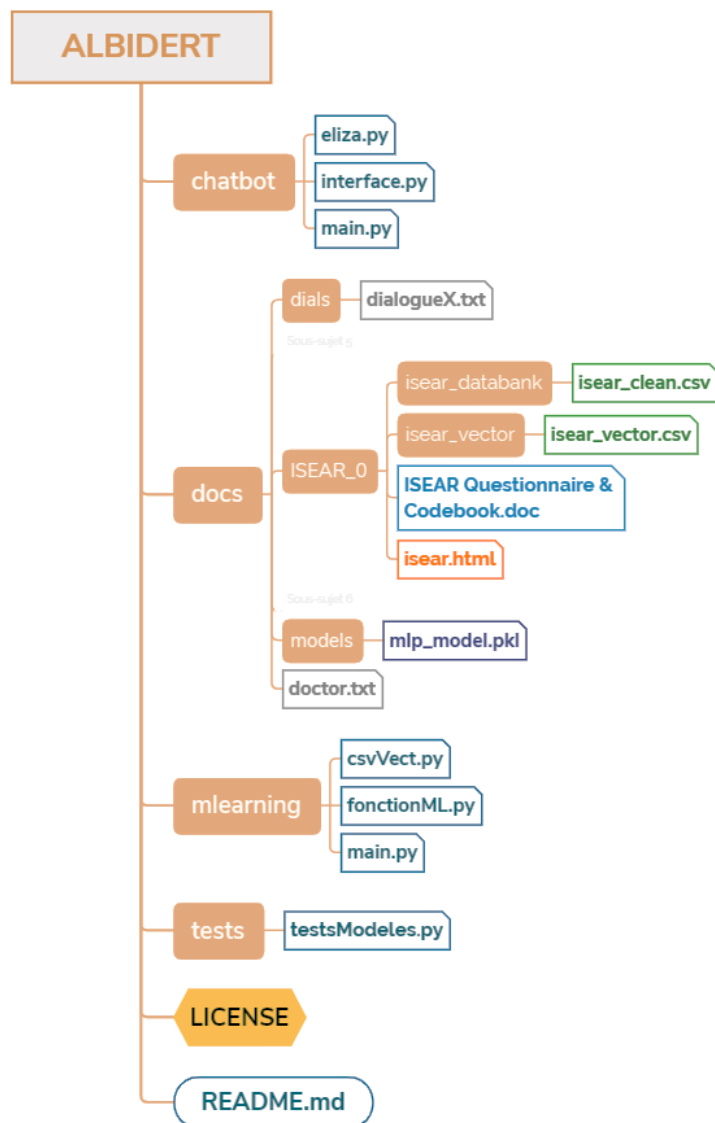 ALBIDERT
eliza.py
chatbot
interface.py
main.py
dials
dialogueX.txt
Sous-sujet 5
isear_databank
isear_clean.csv
isear_vector
isear_vector.csv
ISEAR_0
docs
ISEAR Questionnaire &
Codebook.doc
isear.html
Sous-sujet 6
models
mlp_model.pkl
doctor.txt
csvVect.py
mlearning
fonctionML.py
main.py
tests
testsModeles.py
LICENSE
README.md